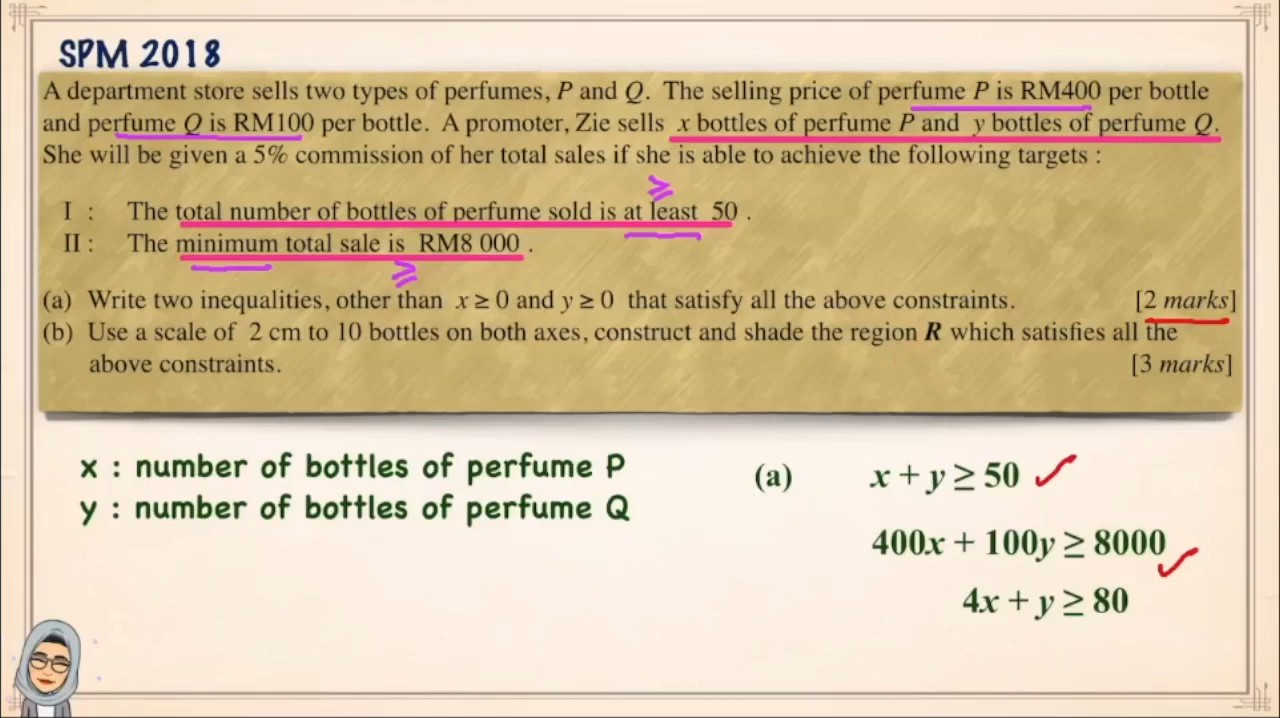 SPM 2018
A department store sells two types of perfumes, P and Q. The selling price of perfume P is RM400 per bottle
and perfume Q is RM100 per bottle. A promoter, Zie sells x bottles of perfume P and y bottles of perfume Q.
She will be given a 5% commission of her total sales if she is able to achieve the following targets :
≥
I : The total number of bottles of perfume sold is at least 50 .
II : The minimum total sale is RM8 000 .
≥
(a) Write two inequalities, other than x ≥ 0 and y ≥ 0 that satisfy all the above constraints. [2 marks]
(b) Use a scale of 2 cm to 10 bottles on both axes, construct and shade the region R which satisfies all the
above constraints. [3 marks]
x : number of bottles of perfume P
y : number of bottles of perfume Q
(a) x + y ≥ 50 ✓
400x + 100y ≥ 8000 ✓
4x + y ≥ 80